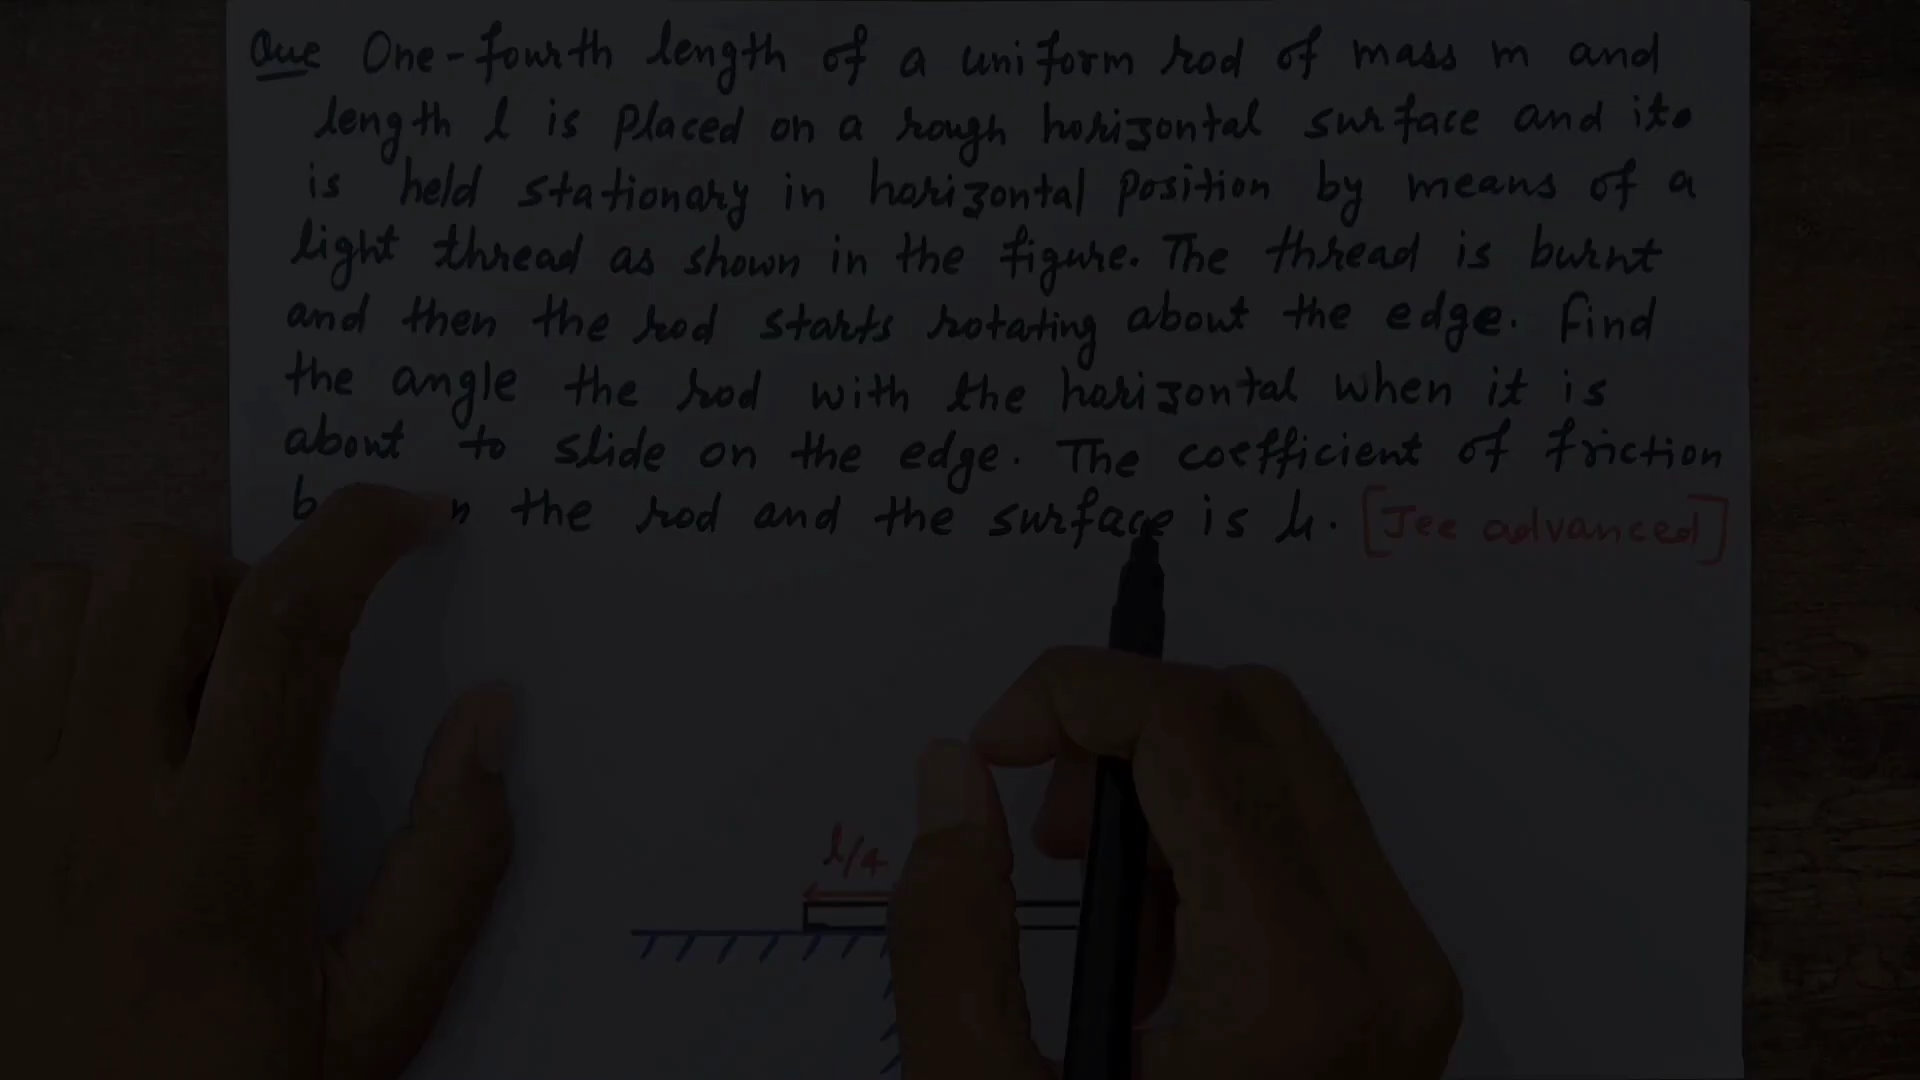 Que One-fourth length of a uniform rod of mass m and
length l is placed on a rough horizontal surface and it
is held stationary in horizontal position by means of a
light thread as shown in the figure. The thread is burnt
and then the rod starts rotating about the edge. find
the angle the rod with the horizontal when it is
about to slide on the edge. The coefficient of friction
the rod and the surface is μ. [Jee advanced]
l/4